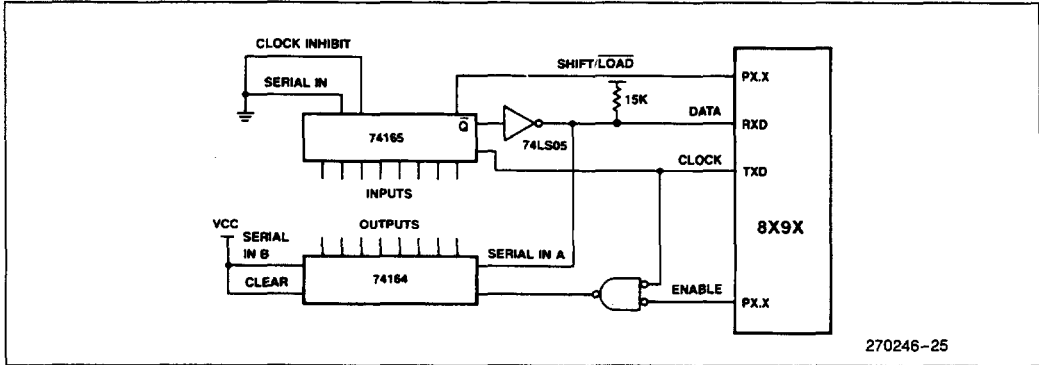 CLOCK INHIBIT
SERIAL IN
SHIFT/LOAD
PX.X
15K
Q
DATA
RXD
74165
74LS05
CLOCK
TXD
INPUTS
8X9X
VCC
OUTPUTS
SERIAL
IN B
SERIAL IN A
CLEAR
74164
ENABLE
PX.X
270246-25